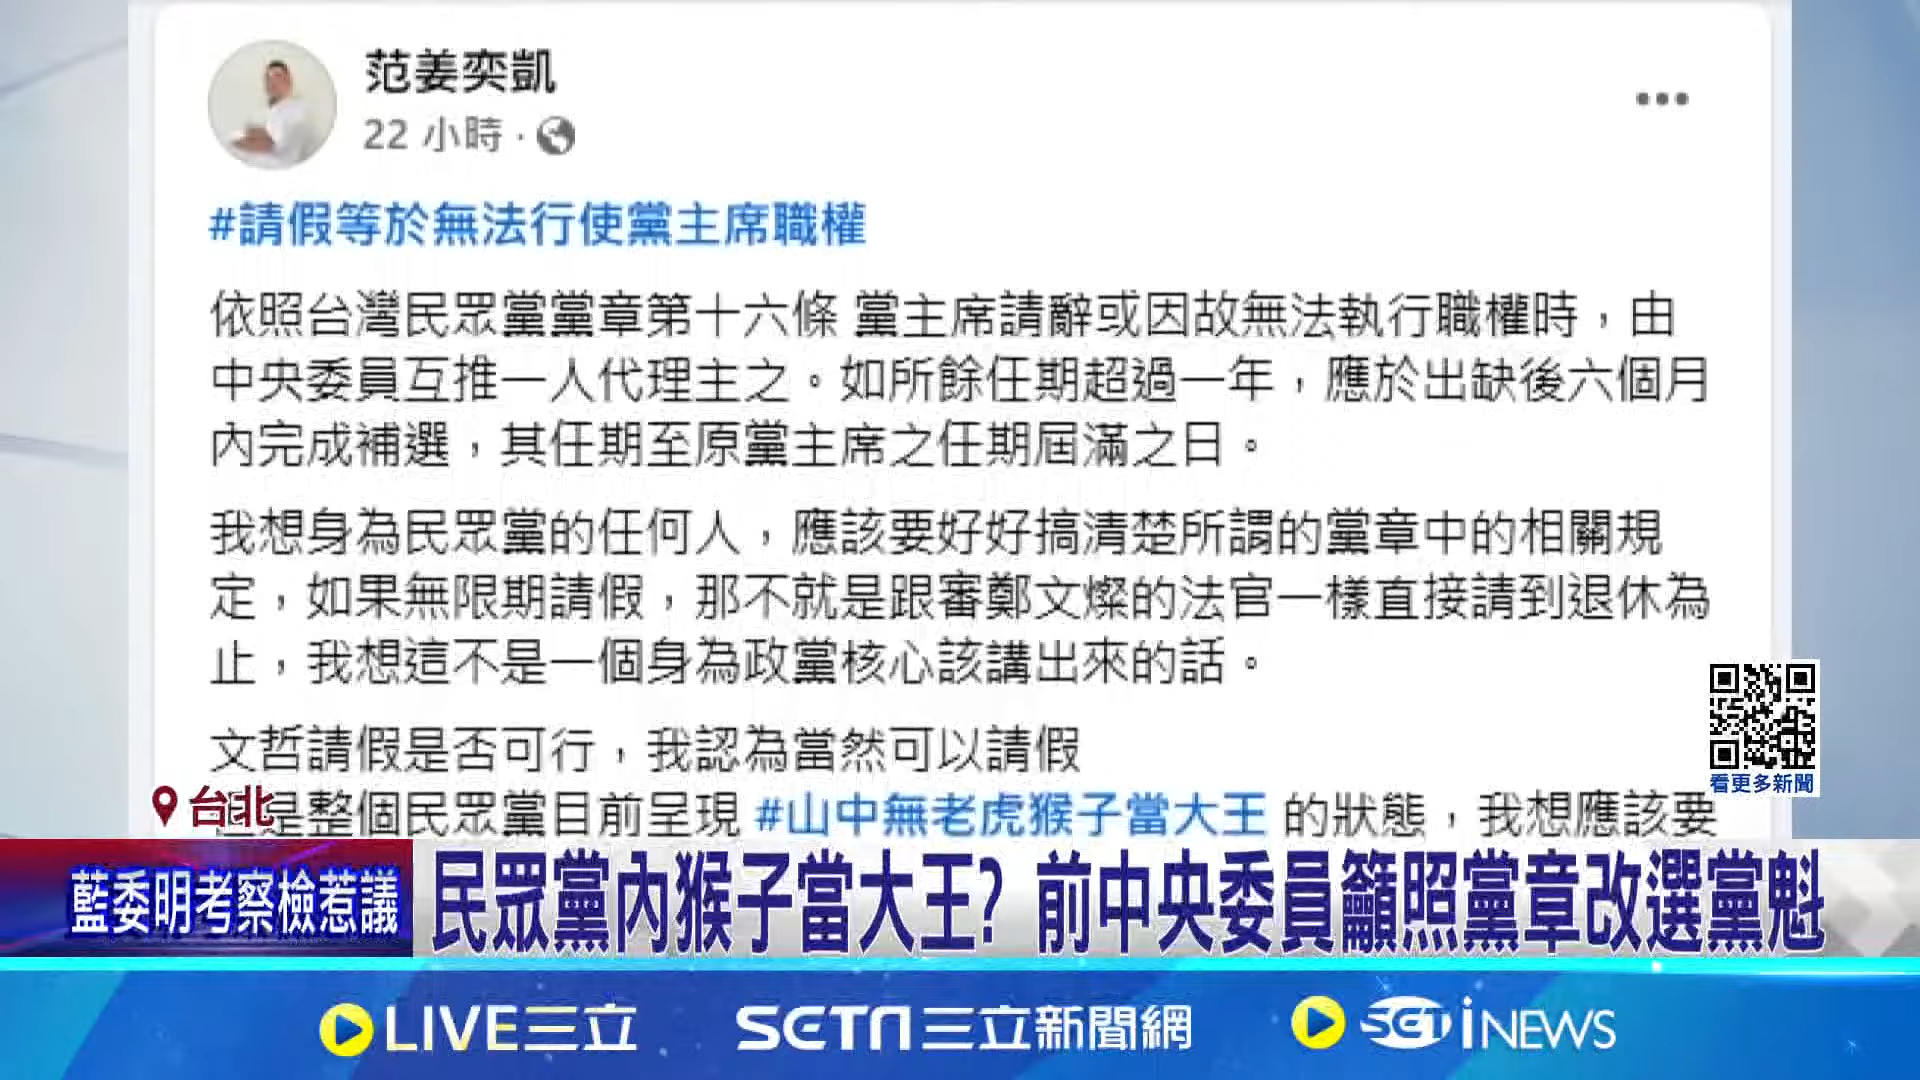 范姜奕凱
22 小時 ·
#請假等於無法行使黨主席職權
依照台灣民眾黨黨章第十六條 黨主席請辭或因故無法執行職權時，由
中央委員互推一人代理主之。如所餘任期超過一年，應於出缺後六個月
內完成補選，其任期至原黨主席之任期屆滿之日。
我想身為民眾黨的任何人，應該要好好搞清楚所謂的黨章中的相關規
定，如果無限期請假，那不就是跟審鄭文燦的法官一樣直接請到退休為
止，我想這不是一個身為政黨核心該講出來的話。
文哲請假是否可行，我認為當然可以請假
是整個民眾黨目前呈現 #山中無老虎猴子當大王 的狀態，我想應該要
看更多新聞
台北
藍委明考察檢惹議
民眾黨內猴子當大王? 前中央委員籲照黨章改選黨魁
LIVE三立
SETN三立新聞網
SET iNEWS